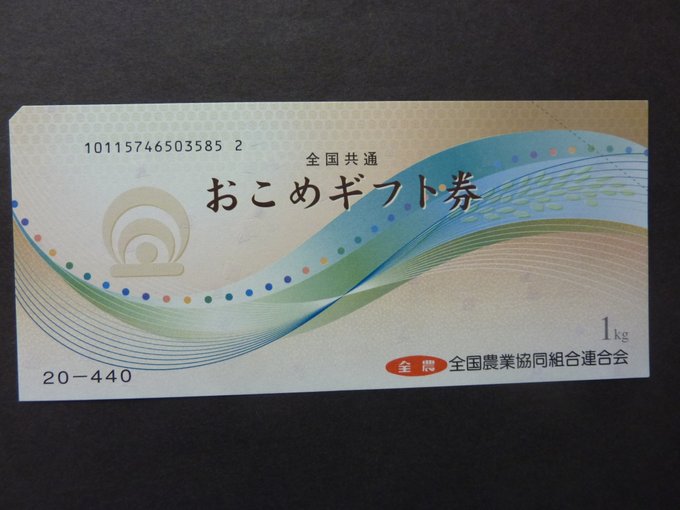 10115746503585 2
全国共通
おこめギフト券
1kg
全農 全国農業協同組合連合会
20-440